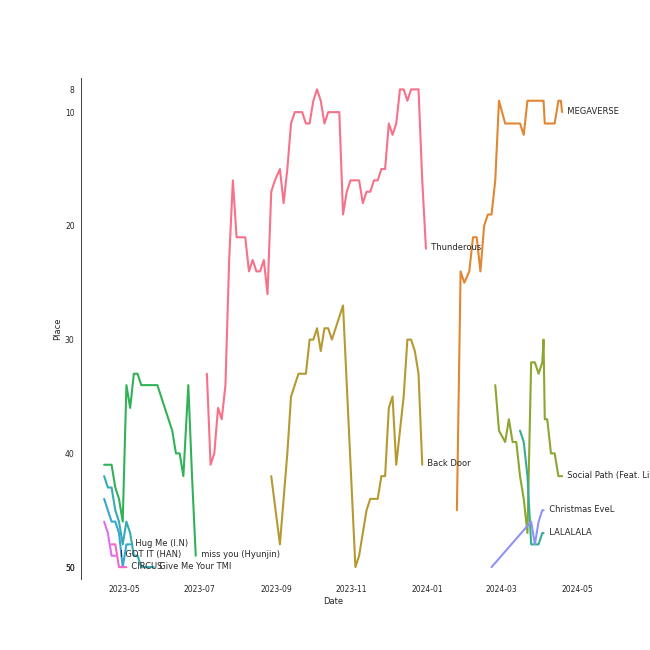 8
10
MEGAVERSE
20
Thunderous
30
Place
40
Back Door
Social Path (Feat. Li
Christmas EveL
LALALALA
Hug Me (I.N)
GOT IT (HAN)
miss you (Hyunjin)
CIRCUS
Give Me Your TMI
50
2023-05
2023-07
2023-09
2023-11
2024-01
2024-03
2024-05
Date